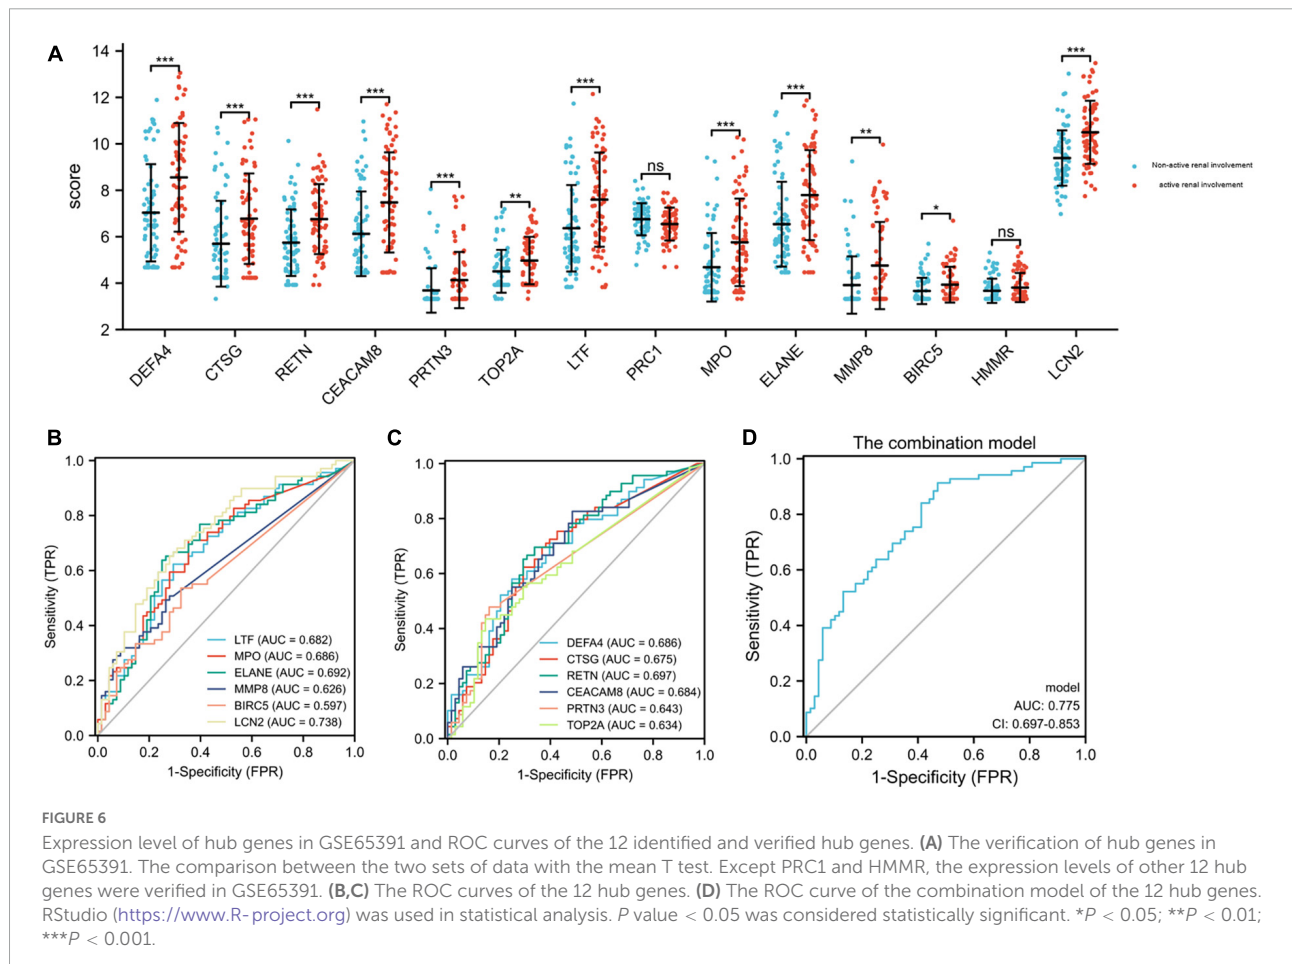 A
14
12
10
8
6
4
2
score
***
***
***
***
***
**
***
ns
***
***
**
*
ns
***
DEFA4
CTSG
RETN
CEACAM8
PRTN3
TOP2A
LTF
PRC1
MPO
ELANE
MMP8
BIRC5
HMMR
LCN2
Non-active renal involvement
active renal involvement
B
1.0
0.8
0.6
0.4
0.2
0.0
Sensitivity (TPR)
LTF (AUC = 0.682)
MPO (AUC = 0.686)
ELANE (AUC = 0.692)
MMP8 (AUC = 0.626)
BIRC5 (AUC = 0.597)
LCN2 (AUC = 0.738)
0.0 0.2 0.4 0.6 0.8 1.0
1-Specificity (FPR)
C
1.0
0.8
0.6
0.4
0.2
0.0
Sensitivity (TPR)
DEFA4 (AUC = 0.686)
CTSG (AUC = 0.675)
RETN (AUC = 0.697)
CEACAM8 (AUC = 0.684)
PRTN3 (AUC = 0.643)
TOP2A (AUC = 0.634)
0.0 0.2 0.4 0.6 0.8 1.0
1-Specificity (FPR)
D
The combination model
1.0
0.8
0.6
0.4
0.2
0.0
Sensitivity (TPR)
model
AUC: 0.775
CI: 0.697-0.853
0.0 0.2 0.4 0.6 0.8 1.0
1-Specificity (FPR)
FIGURE 6
Expression level of hub genes in GSE65391 and ROC curves of the 12 identified and verified hub genes. (A) The verification of hub genes in
GSE65391. The comparison between the two sets of data with the mean T test. Except PRC1 and HMMR, the expression levels of other 12 hub
genes were verified in GSE65391. (B,C) The ROC curves of the 12 hub genes. (D) The ROC curve of the combination model of the 12 hub genes.
RStudio (https://www.R-project.org) was used in statistical analysis. P value < 0.05 was considered statistically significant. *P < 0.05; **P < 0.01;
***P < 0.001.